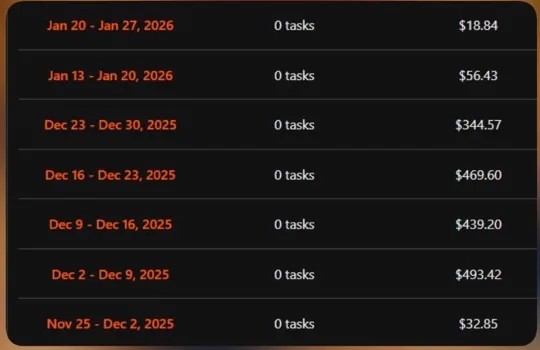 Jan 20 - Jan 27, 2026 0 tasks $18.84
Jan 13 - Jan 20, 2026 0 tasks $56.43
Dec 23 - Dec 30, 2025 0 tasks $344.57
Dec 16 - Dec 23, 2025 0 tasks $469.60
Dec 9 - Dec 16, 2025 0 tasks $439.20
Dec 2 - Dec 9, 2025 0 tasks $493.42
Nov 25 - Dec 2, 2025 0 tasks $32.85